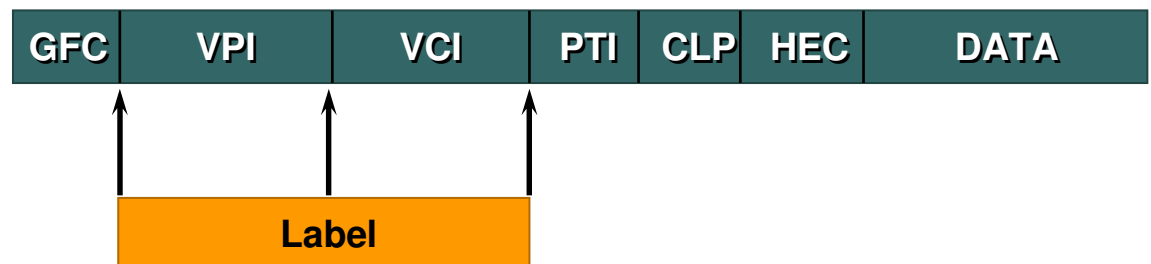 GFC VPI VCI PTI CLP HEC DATA
Label